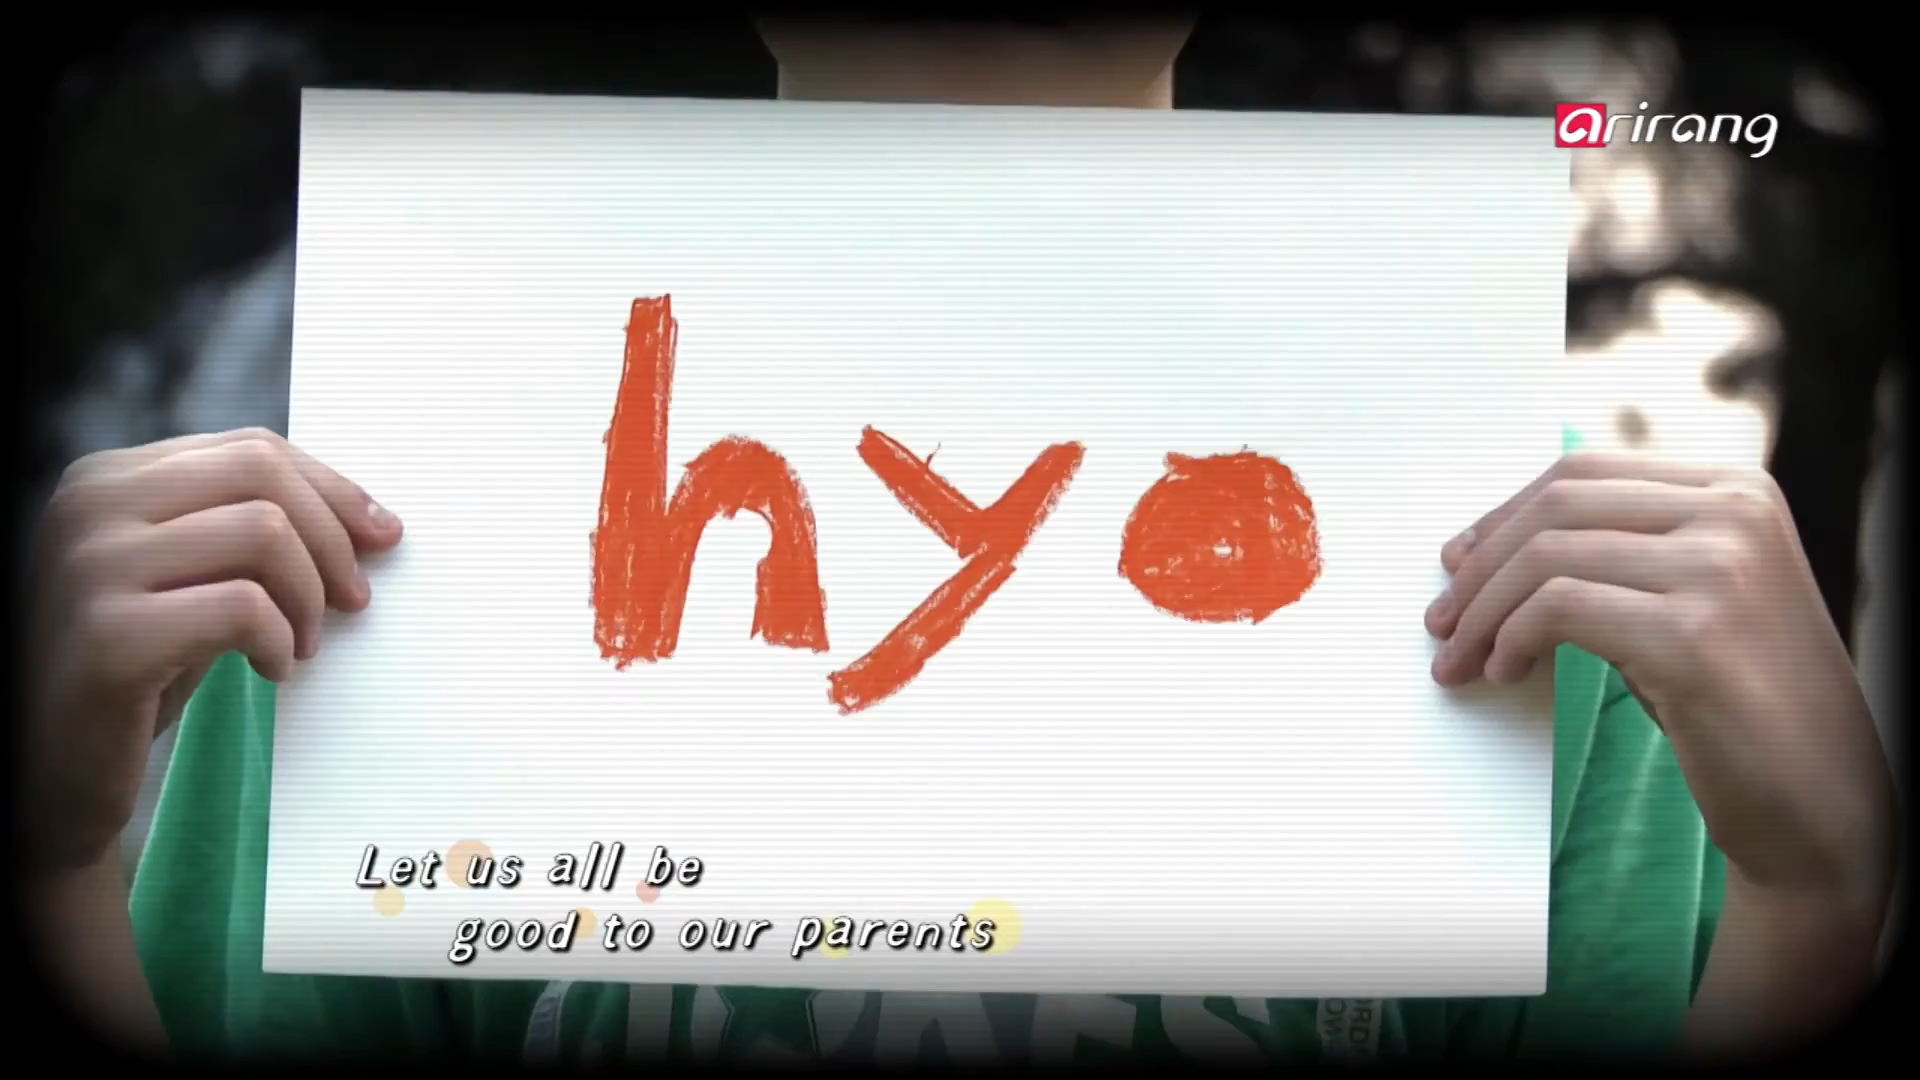 arirang
hyo
Let us all be
good to our parents